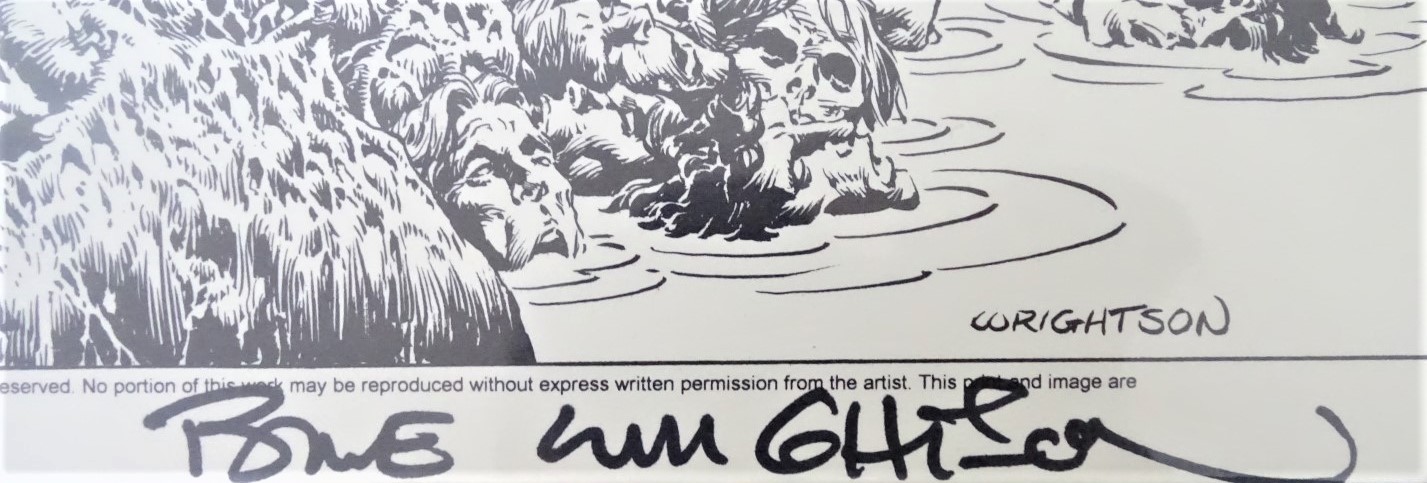 WRIGHTSON
eserved. No portion of this work may be reproduced without express written permission from the artist. This print and image are